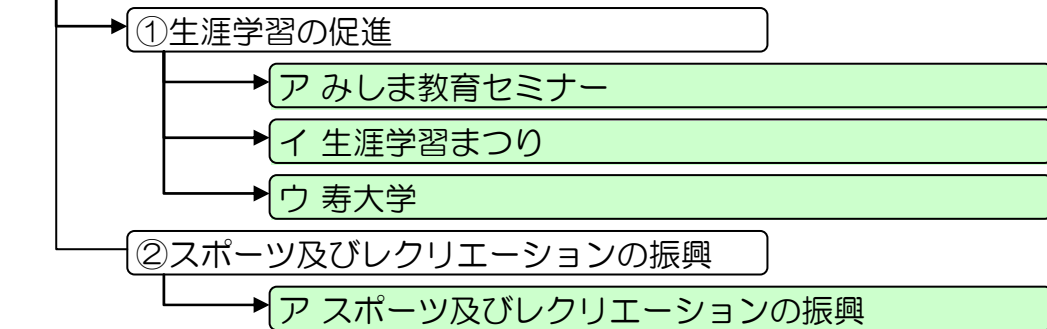 ①生涯学習の促進
ア みしま教育セミナー
イ 生涯学習まつり
ウ 寿大学
②スポーツ及びレクリエーションの振興
ア スポーツ及びレクリエーションの振興